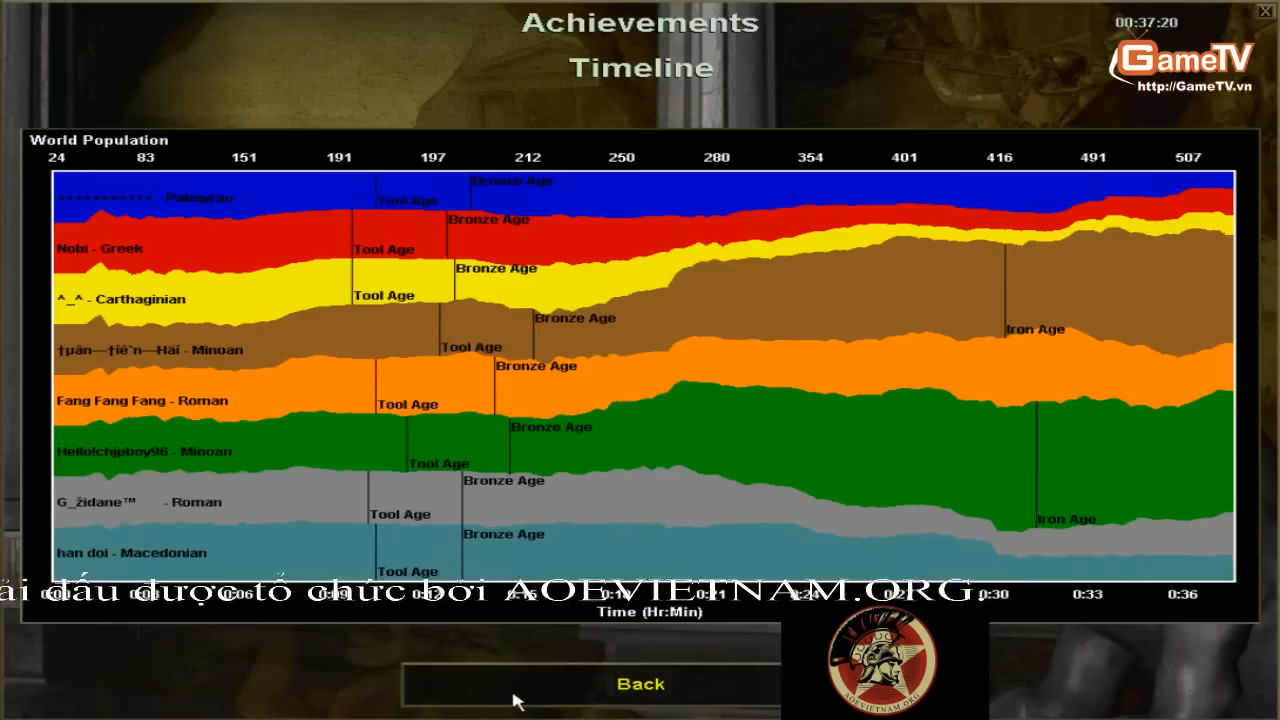 Achievements
00:37:20
Timeline
GameTV
http://GameTV.vn
World Population
24 83 151 191 197 212 250 280 354 401 416 491 507
Bronze Age
Palmyran
Tool Age
Bronze Age
Nobi - Greek
Tool Age
Bronze Age
^_^ - Carthaginian
Tool Age
Bronze Age
Iron Age
- Minoan
Tool Age
Bronze Age
Fang Fang Fang - Roman
Tool Age
Bronze Age
Hello!chjpboy96 - Minoan
Tool Age
Bronze Age
G_židane™ - Roman
Tool Age
Iron Age
Bronze Age
han doi - Macedonian
Tool Age
đấu được tổ chức bởi AOEVIETNAM.ORG.
0:30 0:33 0:36
Time (Hr:Min)
Back
AOEVIETNAM.ORG